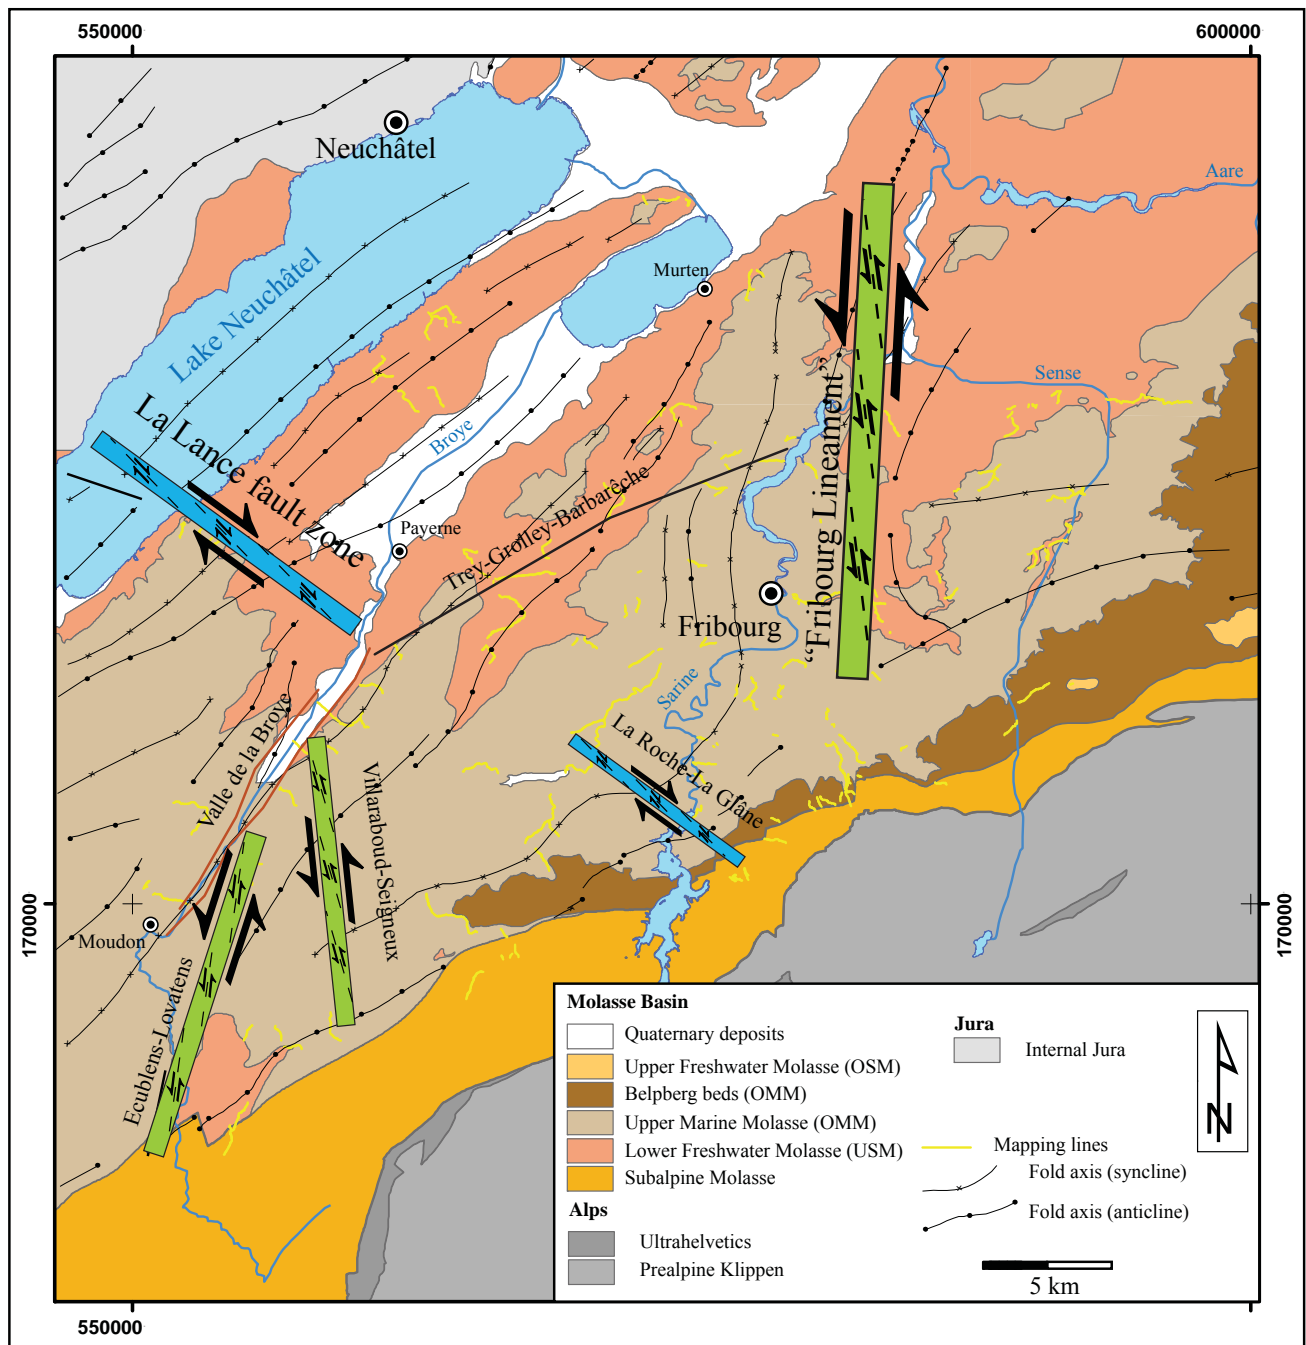 550000
600000
Neuchâtel
Aare
Lake Neuchâtel
Murten
Sense
La Lance fault zone
Broye
Payerne
Trey-Grolley-Barbarêche
„Fribourg Lineament”
Fribourg
Sarine
Valle de la Broye
Villaraboud-Seigneux
La Roche-La Glâne
170000
170000
Moudon
Ecublens-Lovatens
Molasse Basin
Quaternary deposits
Upper Freshwater Molasse (OSM)
Belpberg beds (OMM)
Upper Marine Molasse (OMM)
Lower Freshwater Molasse (USM)
Subalpine Molasse
Alps
Ultrahelvetics
Prealpine Klippen
Jura
Internal Jura
N
Mapping lines
Fold axis (syncline)
Fold axis (anticline)
5 km
550000